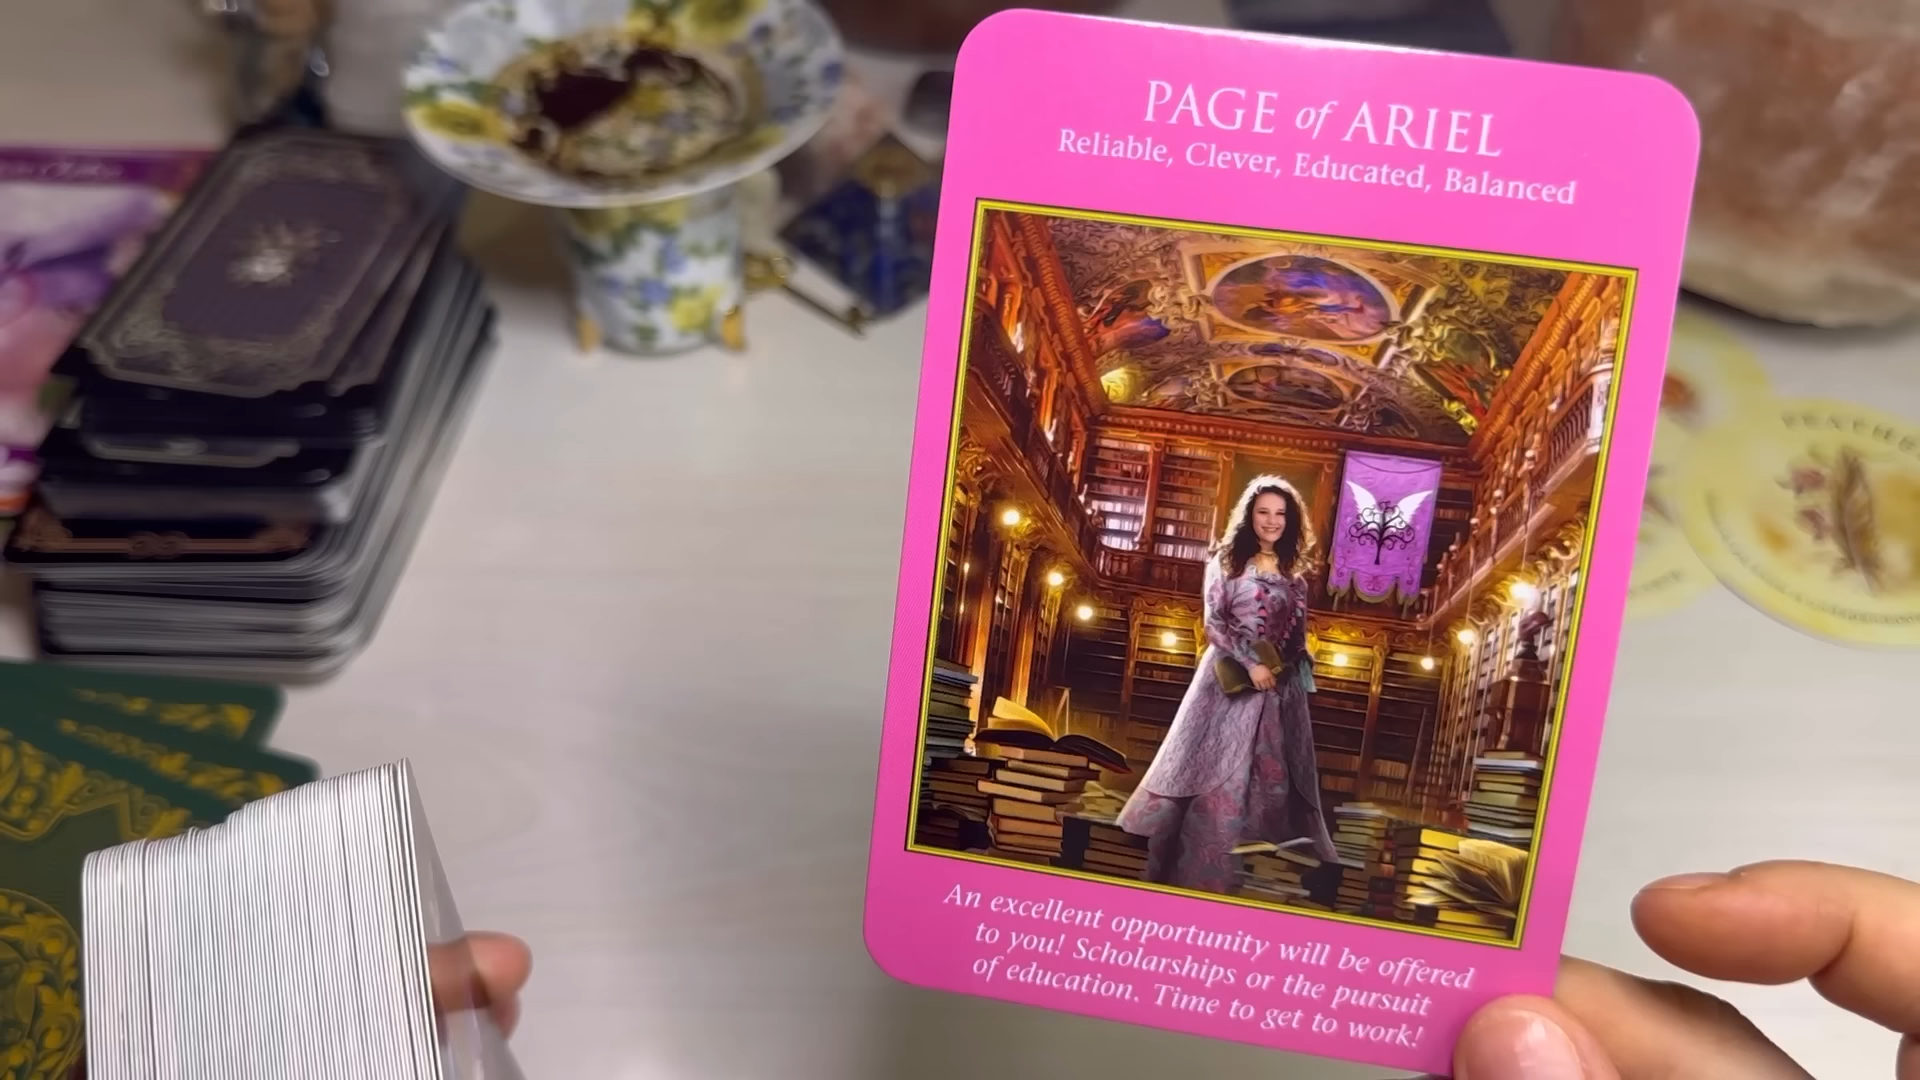 PAGE of ARIEL
Reliable, Clever, Educated, Balanced
An excellent opportunity will be offered
to you! Scholarships or the pursuit
of education. Time to get to work!